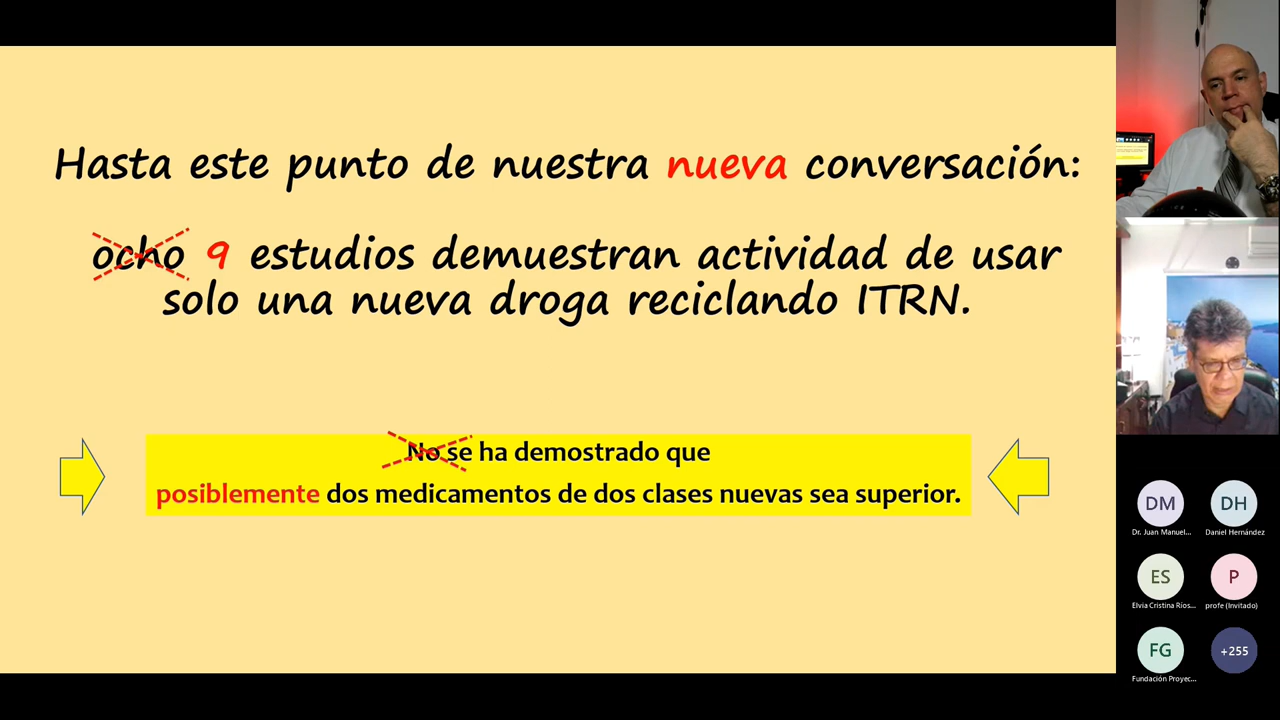 Hasta este punto de nuestra nueva conversación:
ocho 9 estudios demuestran actividad de usar
solo una nueva droga reciclando ITRN.
No se ha demostrado que
posiblemente dos medicamentos de dos clases nuevas sea superior.
DM DH
Dr. Juan Manuel... Daniel Hernández
ES P
Elvia Cristina Ríos... profe (Invitado)
FG +255
Fundación Proyec...